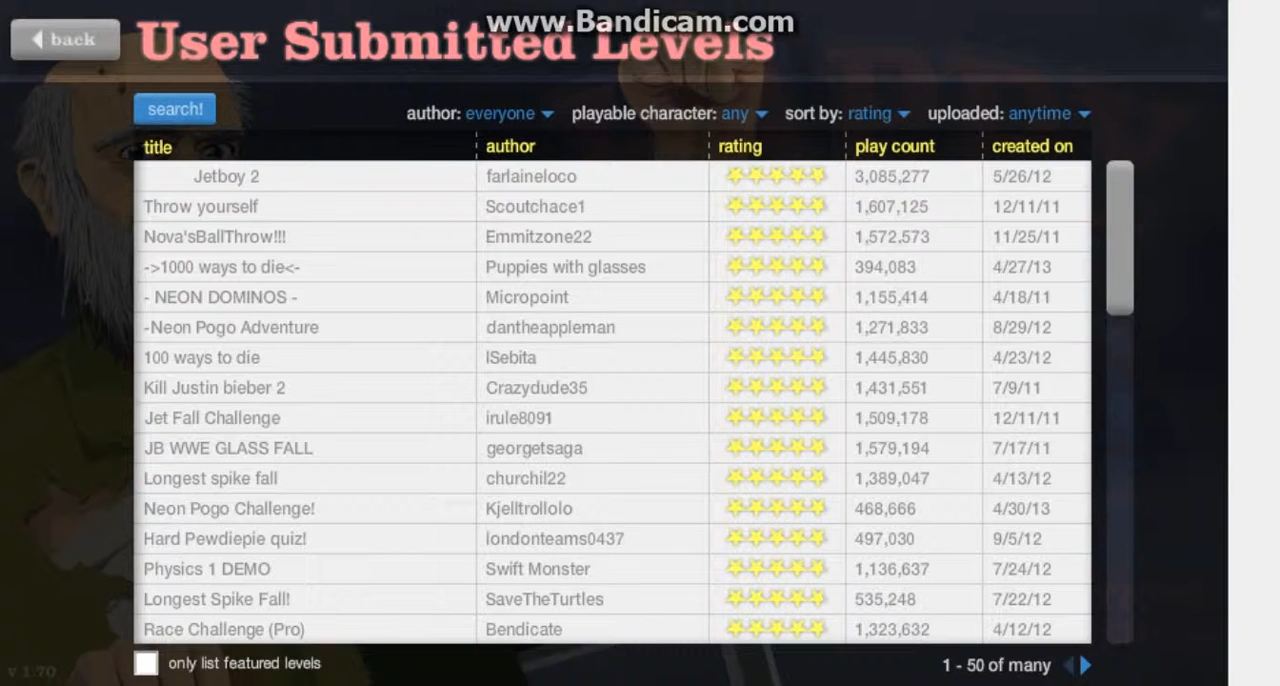 www.Bandicam.com
back
User Submitted Levels
search!
author: everyone playable character: any sort by: rating uploaded: anytime
title author rating play count created on
Jetboy 2 farlaineloco 3,085,277 5/26/12
Throw yourself Scoutchace1 1,607,125 12/11/11
Nova'sBallThrow!!! Emmitzone22 1,572,573 11/25/11
->1000 ways to die<- Puppies with glasses 394,083 4/27/13
- NEON DOMINOS - Micropoint 1,155,414 4/18/11
-Neon Pogo Adventure dantheappleman 1,271,833 8/29/12
100 ways to die lSebita 1,445,830 4/23/12
Kill Justin bieber 2 Crazydude35 1,431,551 7/9/11
Jet Fall Challenge irule8091 1,509,178 12/11/11
JB WWE GLASS FALL georgetsaga 1,579,194 7/17/11
Longest spike fall churchil22 1,389,047 4/13/12
Neon Pogo Challenge! Kjelltrollolo 468,666 4/30/13
Hard Pewdiepie quiz! londonteams0437 497,030 9/5/12
Physics 1 DEMO Swift Monster 1,136,637 7/24/12
Longest Spike Fall! SaveTheTurtles 535,248 7/22/12
Race Challenge (Pro) Bendicate 1,323,632 4/12/12
only list featured levels 1 - 50 of many
v 1.70